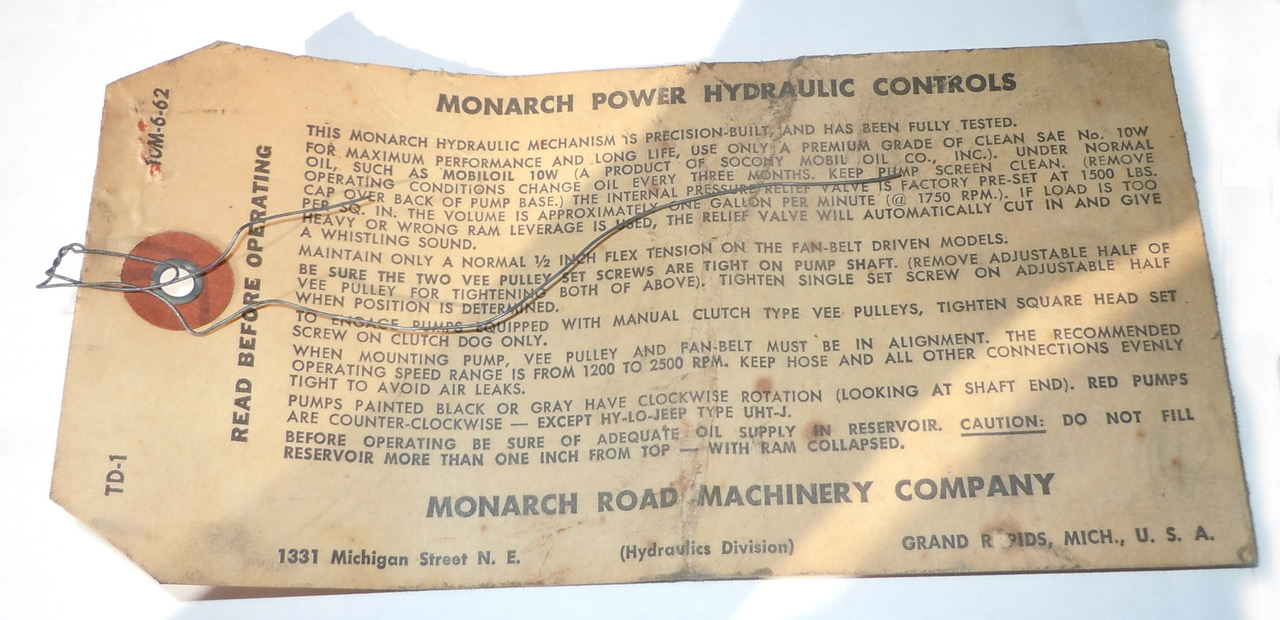 MONARCH POWER HYDRAULIC CONTROLS
THIS MONARCH HYDRAULIC MECHANISM IS PRECISION-BUILT, AND HAS BEEN FULLY TESTED.
FOR MAXIMUM PERFORMANCE AND LONG LIFE, USE ONLY A PREMIUM GRADE OF CLEAN SAE No. 10W
OIL, SUCH AS MOBILOIL 10W (A PRODUCT OF SOCONY MOBIL OIL CO., INC.). UNDER NORMAL
OPERATING CONDITIONS CHANGE OIL EVERY THREE MONTHS. KEEP PUMP SCREEN CLEAN. (REMOVE
CAP OVER BACK OF PUMP BASE.) THE INTERNAL PRESSURE RELIEF VALVE IS FACTORY PRE-SET AT 1500 LBS.
PER SQ. IN. THE VOLUME IS APPROXIMATELY ONE GALLON PER MINUTE (@ 1750 RPM.). IF LOAD IS TOO
HEAVY OR WRONG RAM LEVERAGE IS USED, THE RELIEF VALVE WILL AUTOMATICALLY CUT IN AND GIVE
A WHISTLING SOUND.
MAINTAIN ONLY A NORMAL ½ INCH FLEX TENSION ON THE FAN-BELT DRIVEN MODELS.
BE SURE THE TWO VEE PULLEY SET SCREWS ARE TIGHT ON PUMP SHAFT. (REMOVE ADJUSTABLE HALF OF
VEE PULLEY FOR TIGHTENING BOTH OF ABOVE). TIGHTEN SINGLE SET SCREW ON ADJUSTABLE HALF
WHEN POSITION IS DETERMINED.
TO ENGAGE PUMPS EQUIPPED WITH MANUAL CLUTCH TYPE VEE PULLEYS, TIGHTEN SQUARE HEAD SET
SCREW ON CLUTCH DOG ONLY.
WHEN MOUNTING PUMP, VEE PULLEY AND FAN-BELT MUST BE IN ALIGNMENT. THE RECOMMENDED
OPERATING SPEED RANGE IS FROM 1200 TO 2500 RPM. KEEP HOSE AND ALL OTHER CONNECTIONS EVENLY
TIGHT TO AVOID AIR LEAKS.
PUMPS PAINTED BLACK OR GRAY HAVE CLOCKWISE ROTATION (LOOKING AT SHAFT END). RED PUMPS
ARE COUNTER-CLOCKWISE — EXCEPT HY-LO-JEEP TYPE UHT-J.
BEFORE OPERATING BE SURE OF ADEQUATE OIL SUPPLY IN RESERVOIR. CAUTION: DO NOT FILL
RESERVOIR MORE THAN ONE INCH FROM TOP — WITH RAM COLLAPSED.
MONARCH ROAD MACHINERY COMPANY
1331 Michigan Street N. E. (Hydraulics Division) GRAND RAPIDS, MICH., U. S. A.
READ BEFORE OPERATING
TD-1
10M-6-62